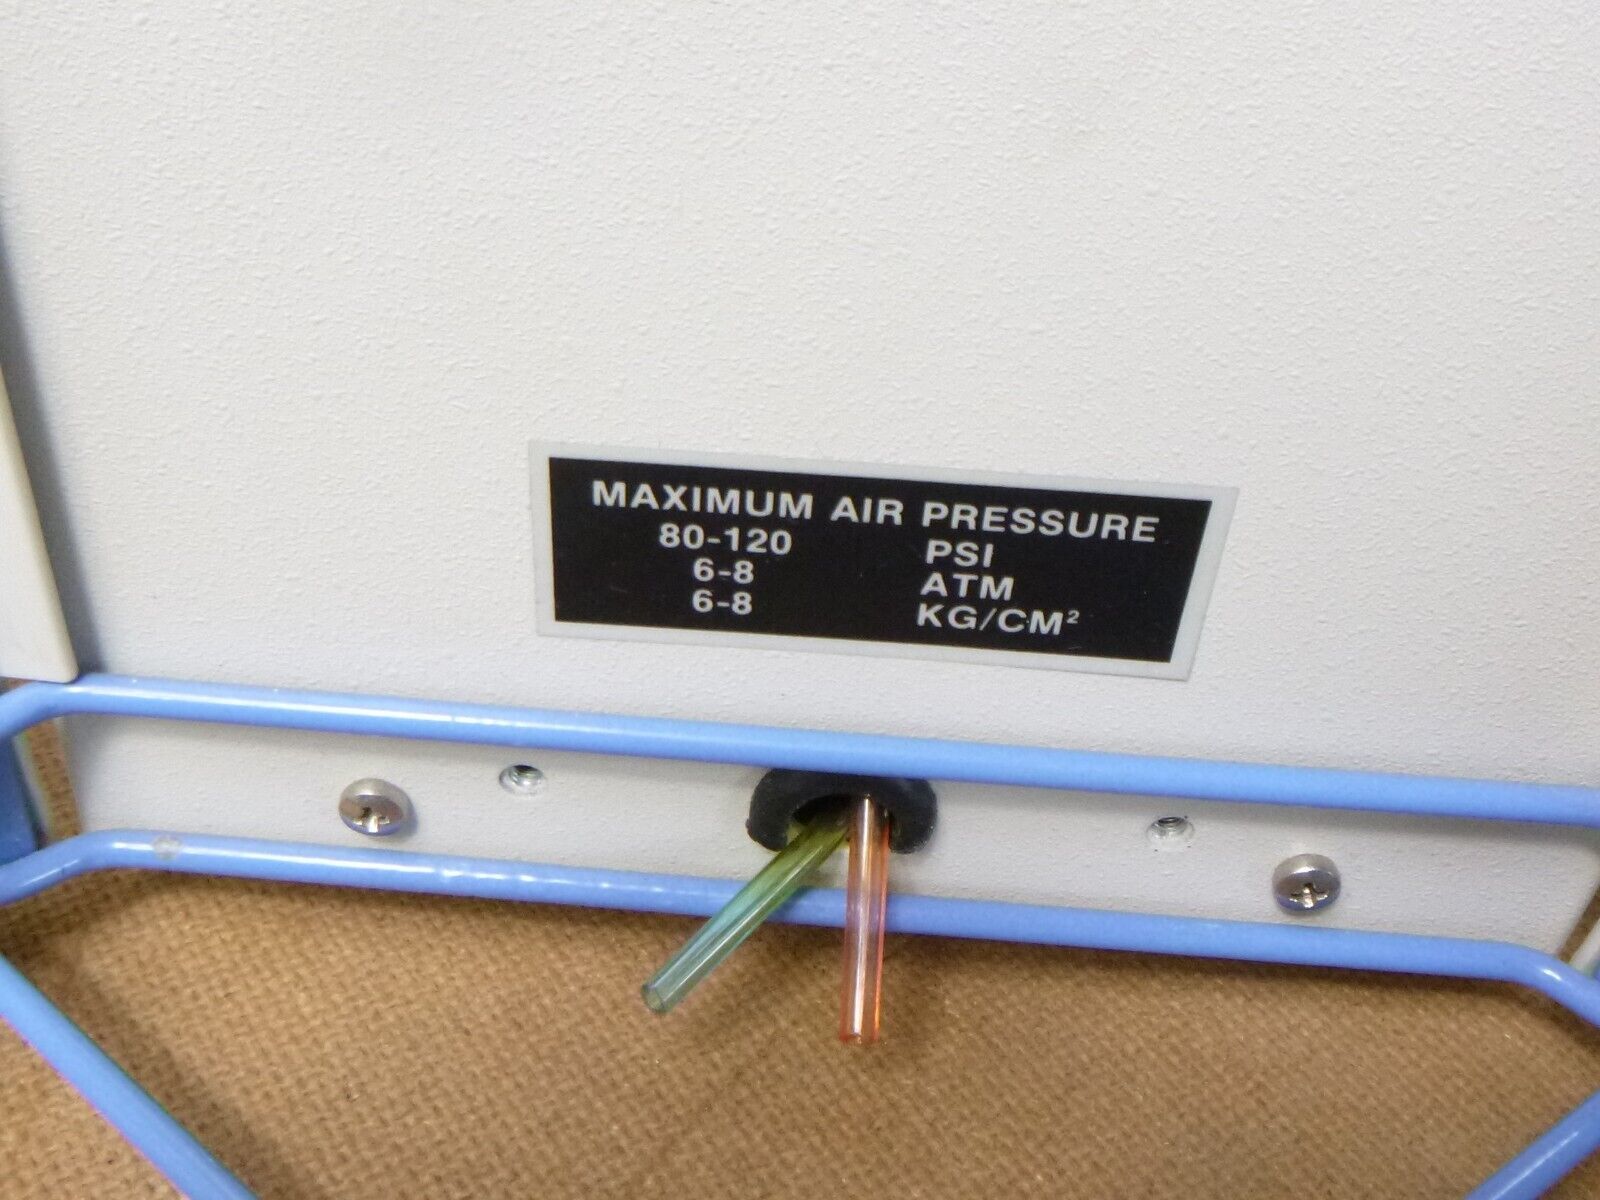 MAXIMUM AIR PRESSURE
80-120 PSI
6-8 ATM
6-8 KG/CM²